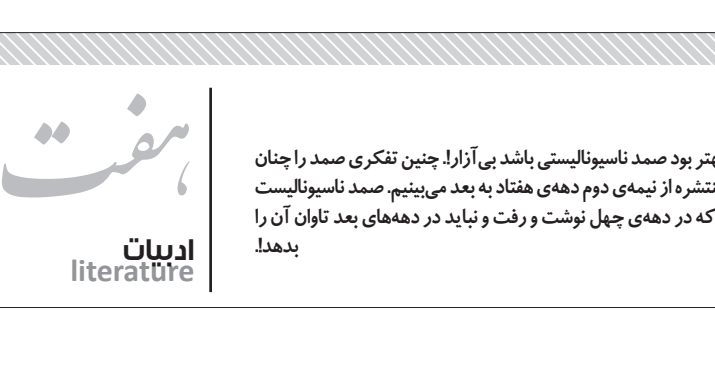 بود صمد ناسیونالیستی باشد بی‌آزار!. چنین تفکری صمد را چنان
از نیمه‌ی دوم دهه‌ی هفتاد به بعد می‌بینیم. صمد ناسیونالیست
که در دهه‌ی چهل نوشت و رفت و نباید در دهه‌های بعد تاوان آن را
بدهد!.
هفت
ادبیات
literature